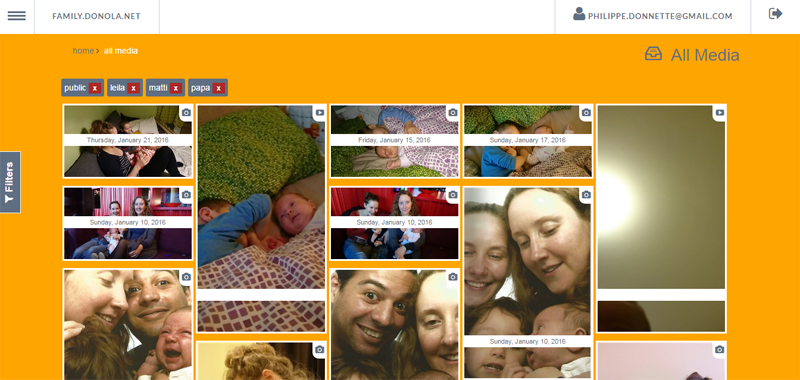 FAMILY.DONOLA.NET
PHILIPPE.DONNETTE@GMAIL.COM
home > all media
All Media
public x leila x matti x papa x
Thursday, January 21, 2016
Friday, January 15, 2016
Sunday, January 17, 2016
Filters
Sunday, January 10, 2016
Sunday, January 10, 2016
Sunday, January 10, 2016